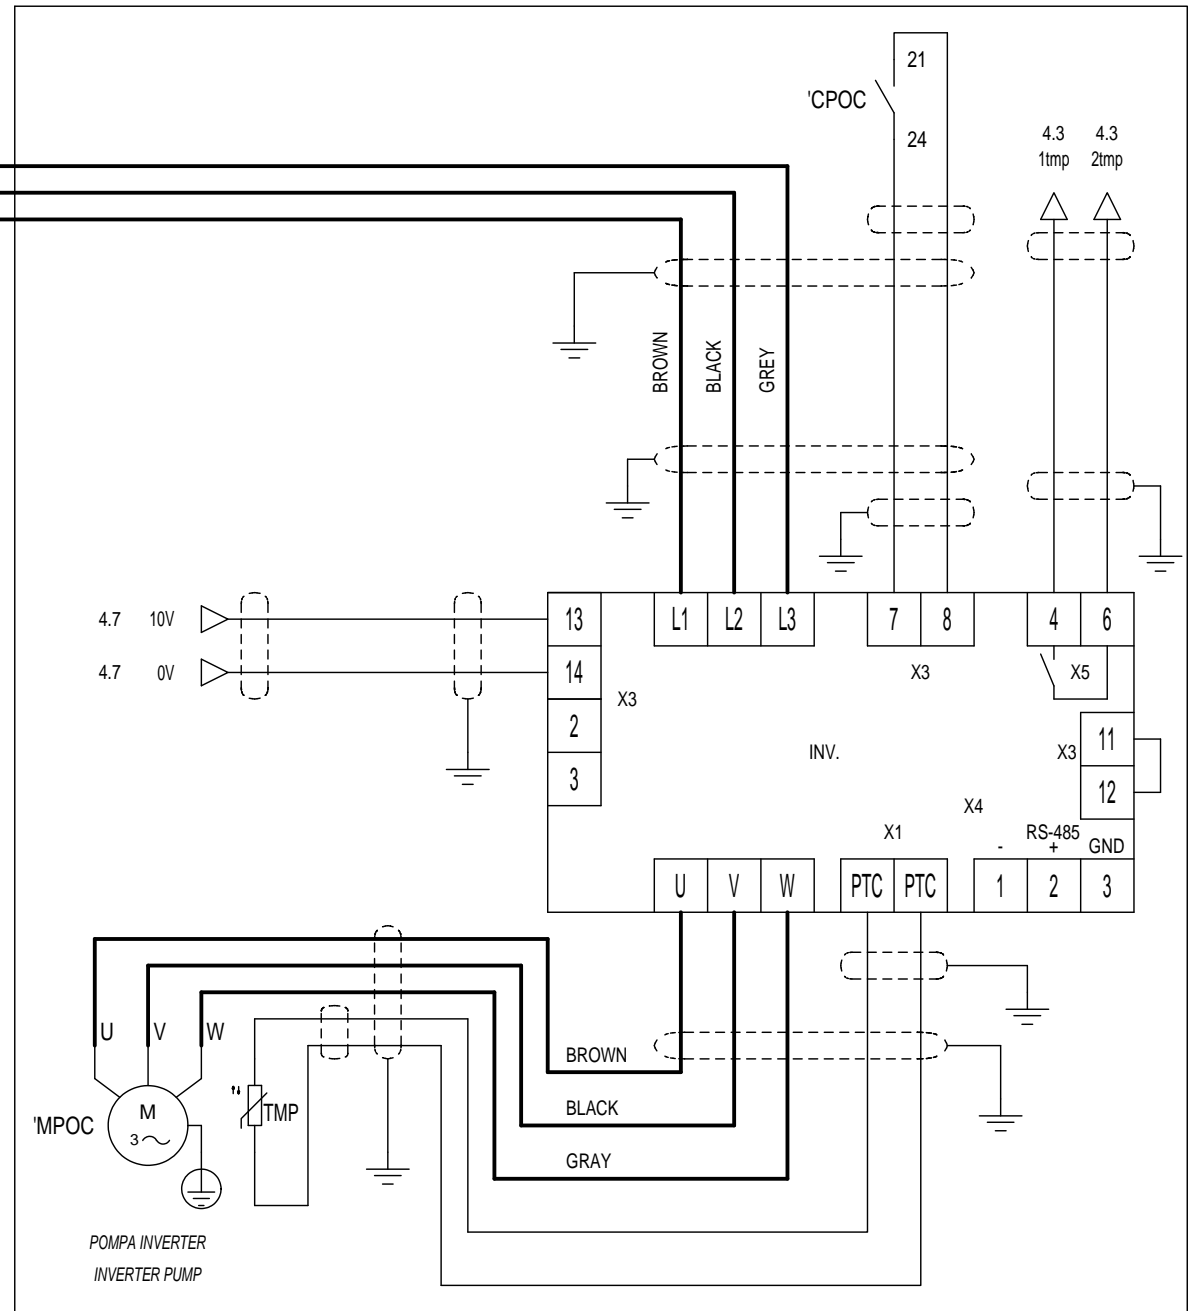 21
'CPOC
24
4.3 4.3
1tmp 2tmp
BROWN
BLACK
GREY
4.7 10V
13
L1 L2 L3
7 8
4 6
4.7 0V
14
X3
X3
X5
2
11
X3
INV.
3
12
X4
X1
RS-485
- + GND
U V W
PTC PTC
1 2 3
U V W
BROWN
BLACK
GRAY
'MPOC
M
3
TMP
POMPA INVERTER
INVERTER PUMP